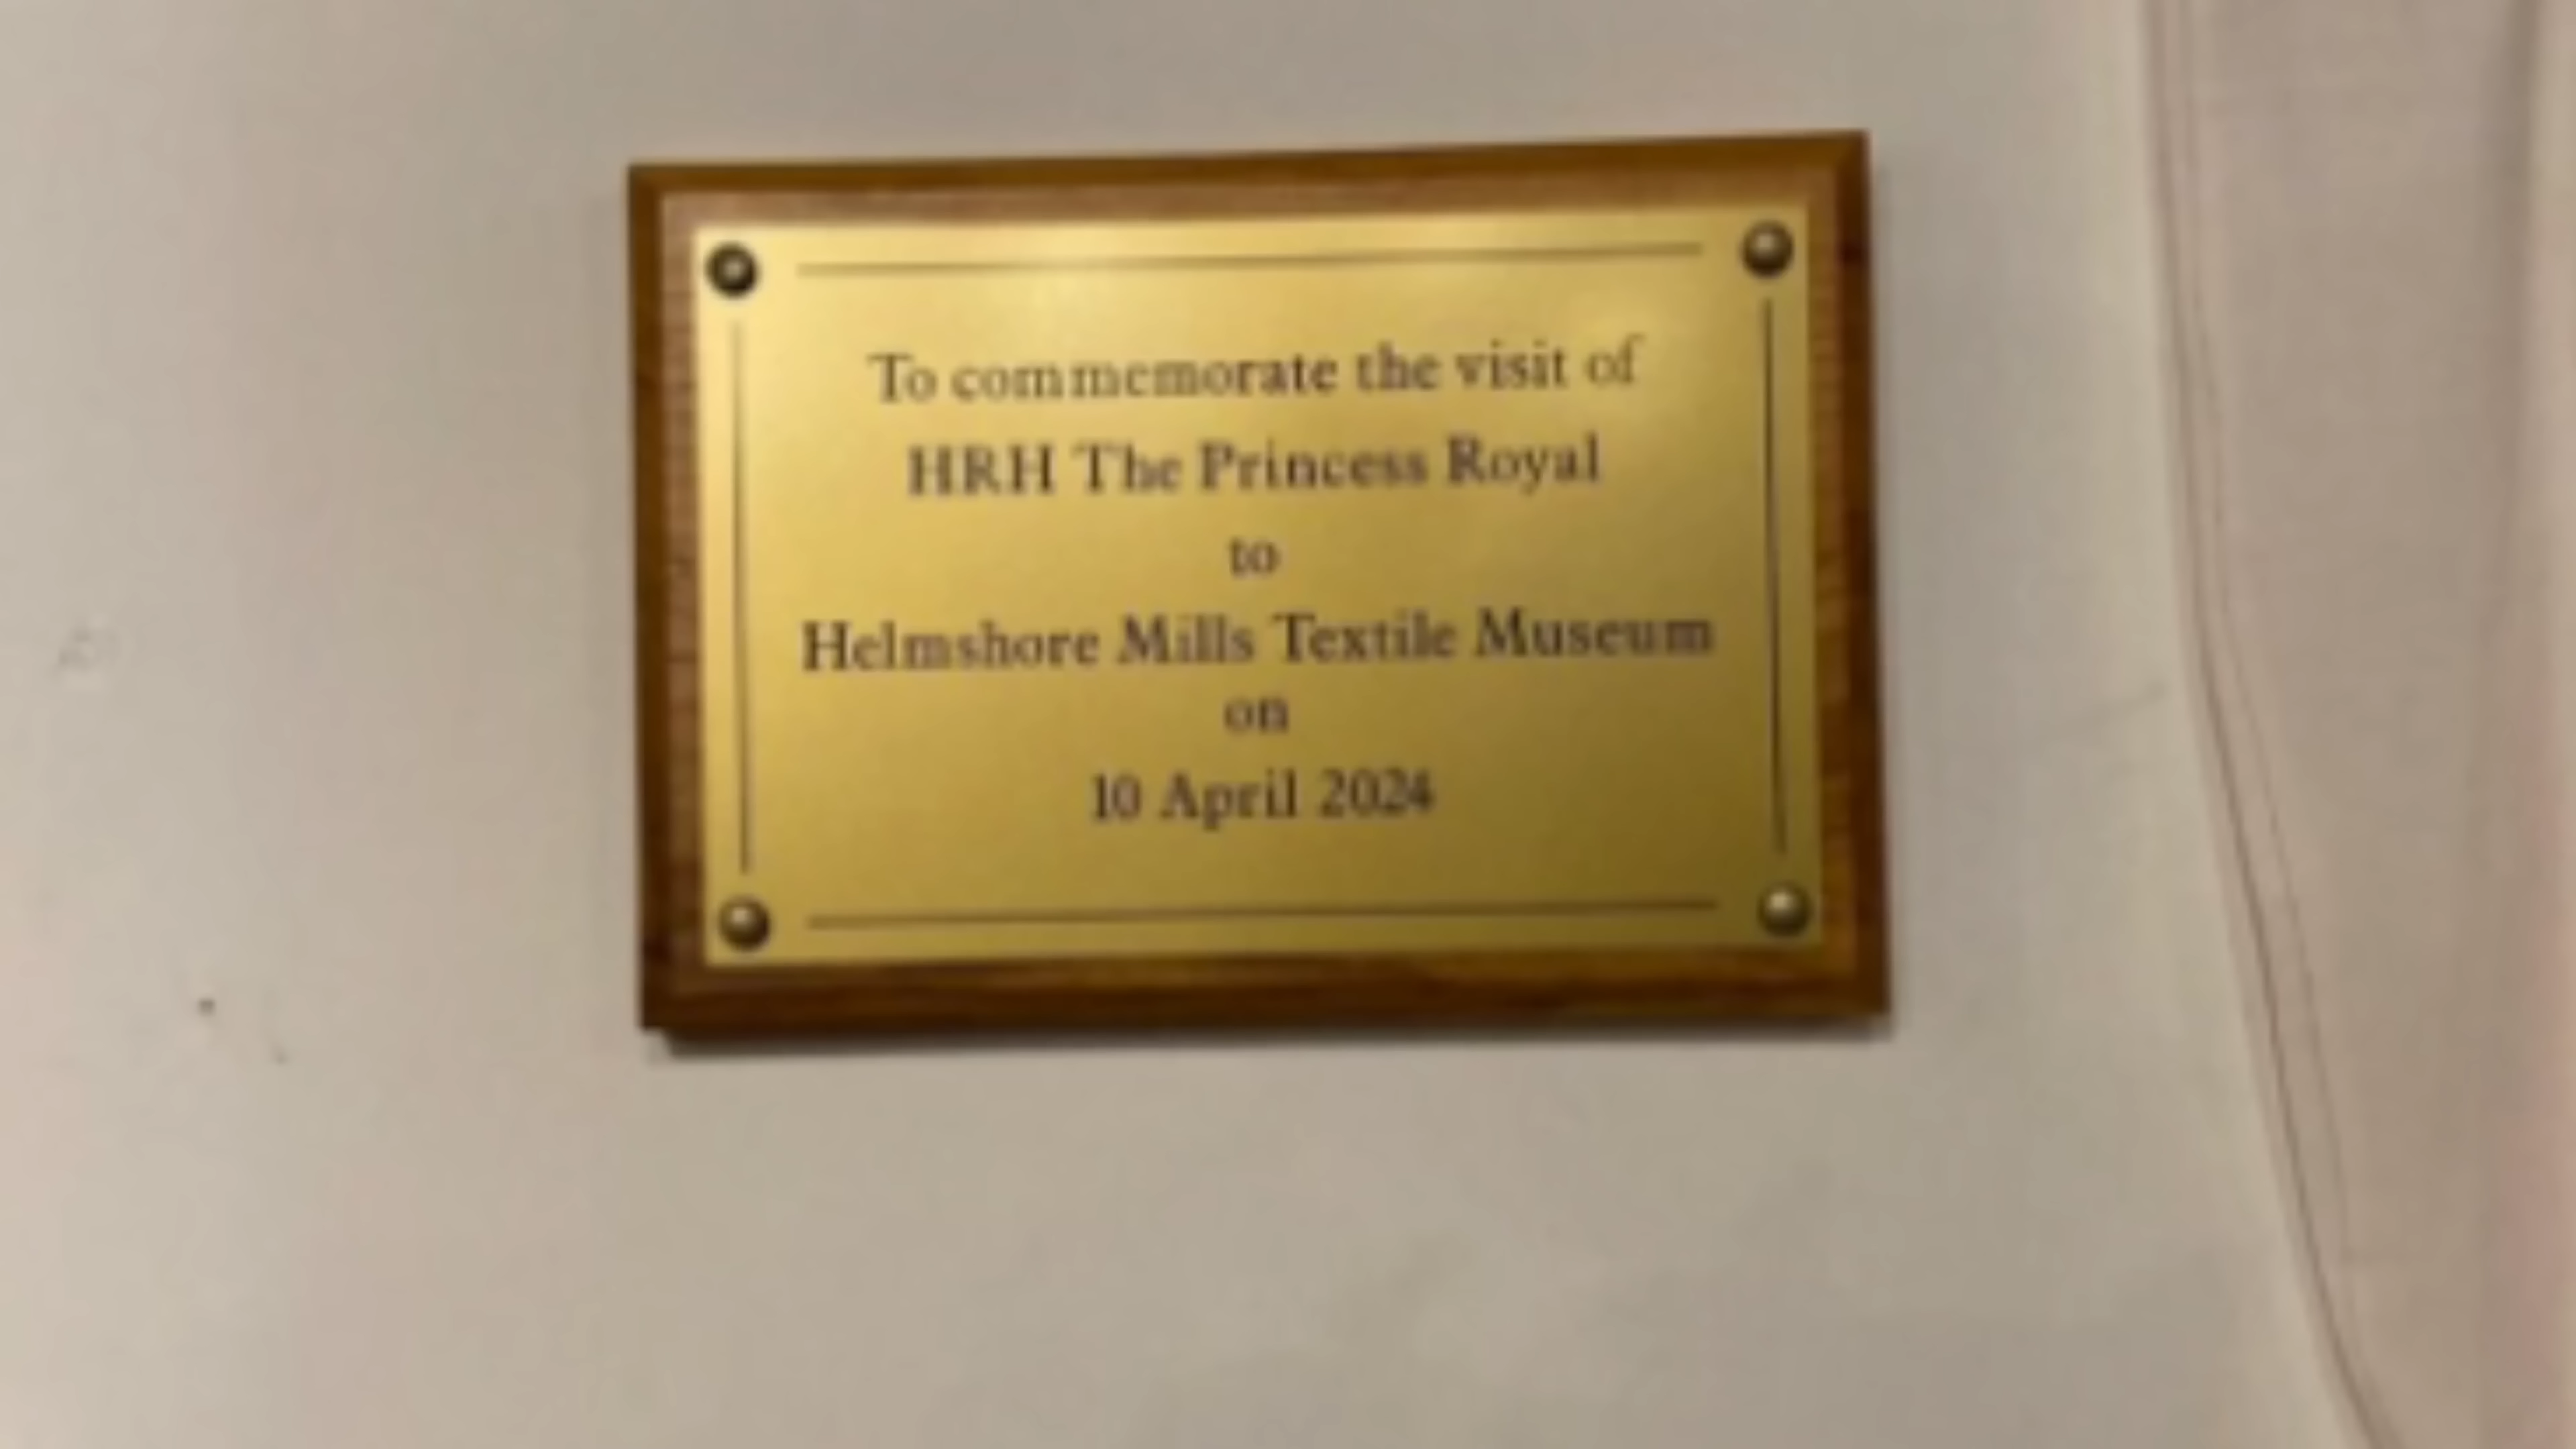 To commemorate the visit of
HRH The Princess Royal
to
Helmshore Mills Textile Museum
on
10 April 2024